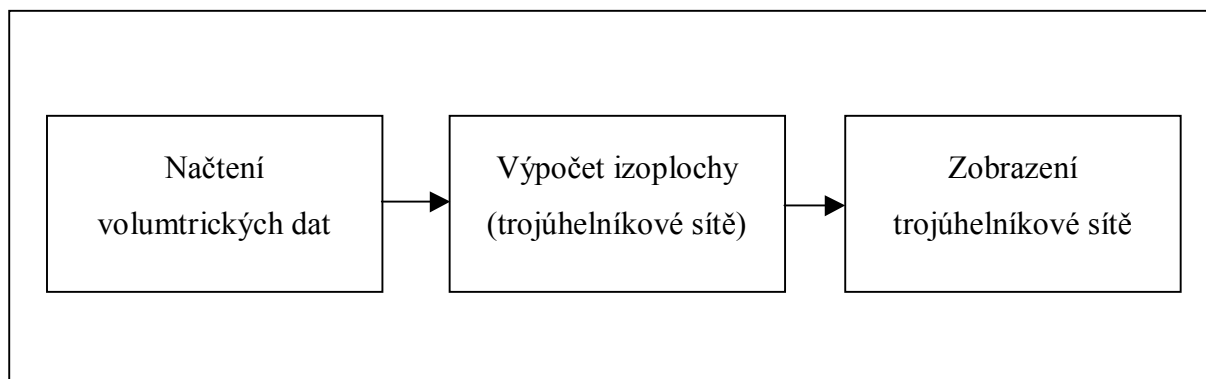 Načtení
volumtrických dat
Výpočet izoplochy
(trojúhelníkové sítě)
Zobrazení
trojúhelníkové sítě